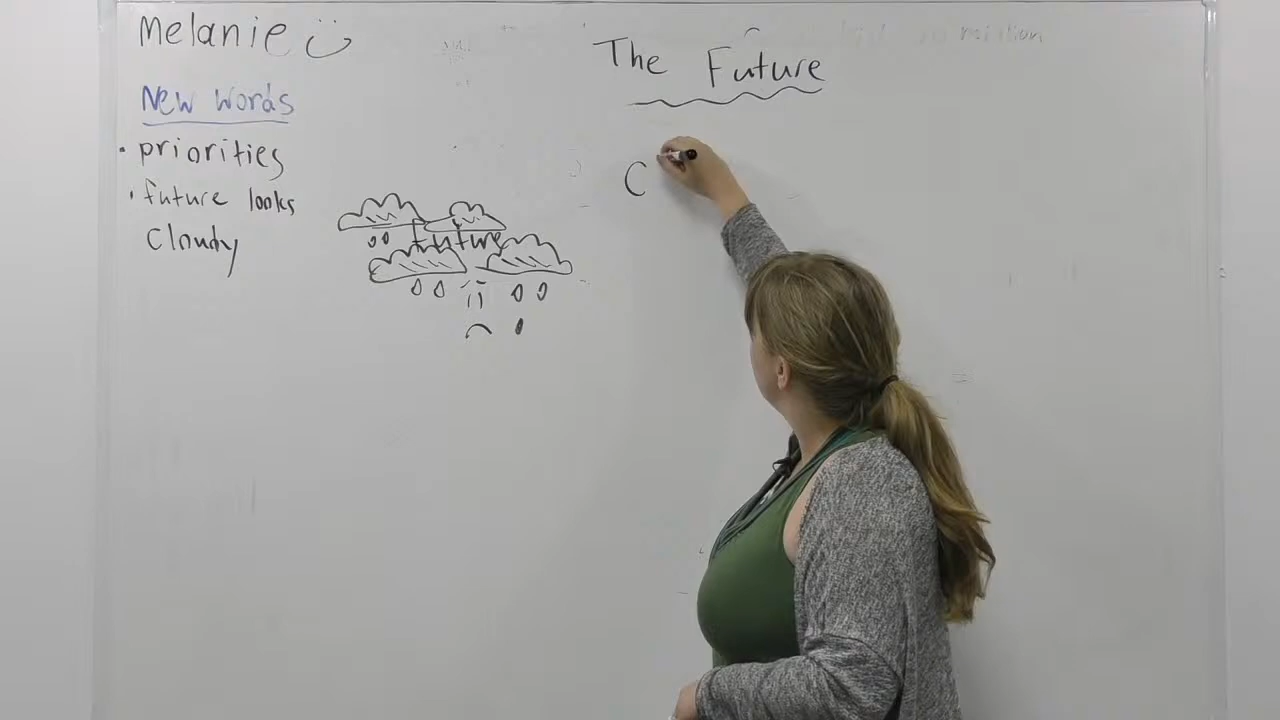 Melanie
The Future
New words
• priorities
• future looks
cloudy
future
C